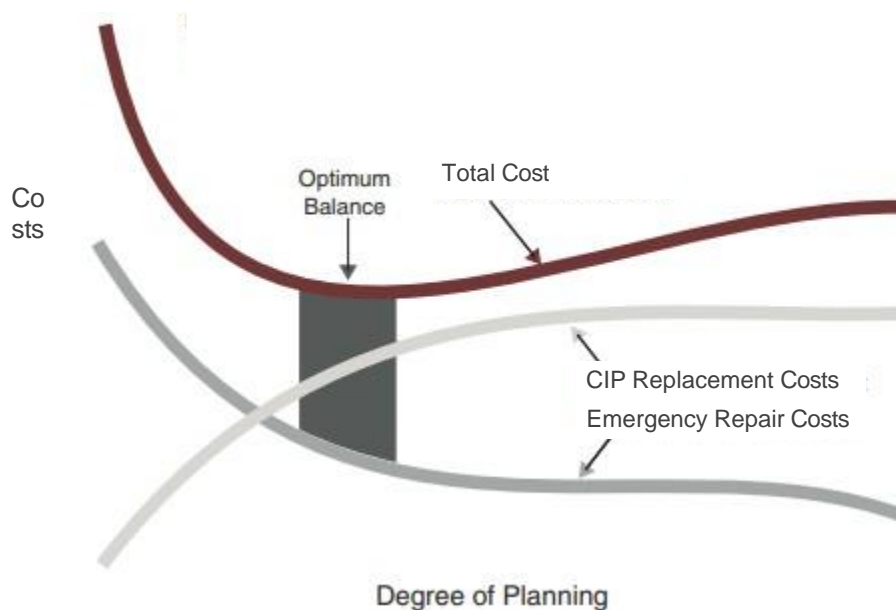 Total Cost
Optimum
Balance
Co
sts
CIP Replacement Costs
Emergency Repair Costs
Degree of Planning